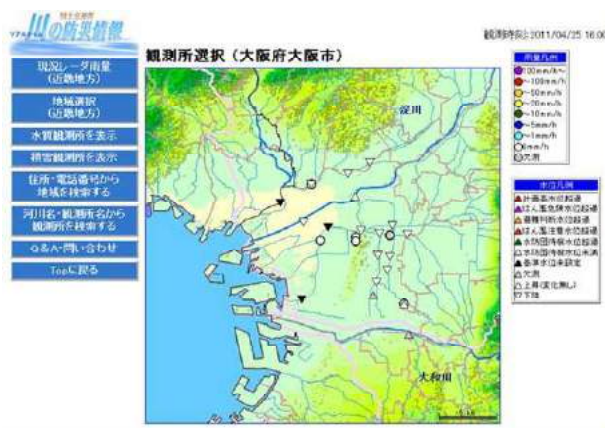 国土交通省
リアルタイム 川の防災情報
観測時刻:2011/04/25 16:00
観測所選択(大阪府大阪市)
現況レーダ雨量
(近畿地方)
地域選択
(近畿地方)
水質観測所を表示
積雪観測所を表示
住所・電話番号から
地域を検索する
河川名・観測所名から
観測所を検索する
Q&A・問い合わせ
Topに戻る
淀川
大和川
雨量凡例
100mm/h~
~100mm/h
~50mm/h
~20mm/h
~10mm/h
~5mm/h
~1mm/h
0mm/h
欠測
水位凡例
計画高水位超過
はん濫危険水位超過
避難判断水位超過
はん濫注意水位超過
水防団待機水位超過
水防団待機水位未満
基準水位未設定
欠測
上昇(変化無し)
下降